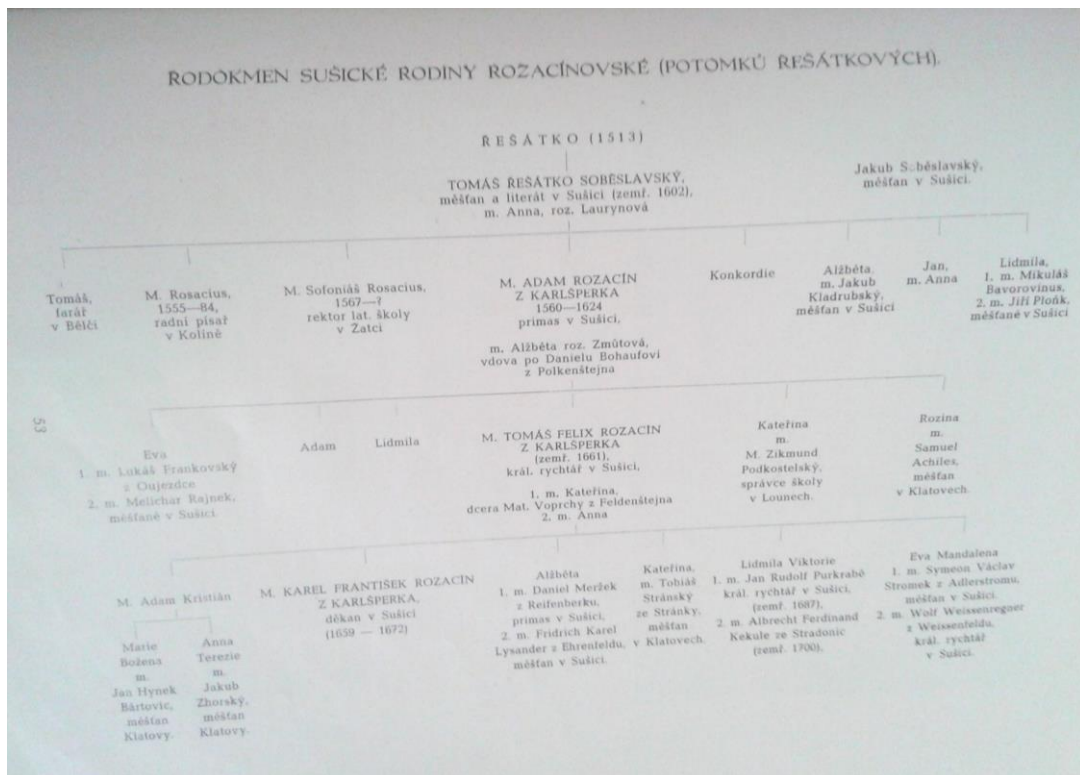 RODOKMEN SUŠICKÉ RODINY ROZACÍNOVSKÉ (POTOMKŮ ŘEŠÁTKOVÝCH).
ŘEŠÁTKO (1513)
TOMÁŠ ŘEŠÁTKO SOBĚSLAVSKÝ,
měšťan a literát v Sušici (zemř. 1602),
m. Anna, roz. Laurynová
Jakub Soběslavský,
měšťan v Sušici.
Tomáš,
farář
v Bělči
M. Rosacius,
1555—84,
radní písař
v Kolíně
M. Sofoniáš Rosacius,
1567—?
rektor lat. školy
v Žatci
M. ADAM ROZACÍN
Z KARLŠPERKA
1560—1624
primas v Sušici,
m. Alžběta roz. Zmůtová,
vdova po Danielu Bohaufovi
z Polkenštejna
Konkordie
Alžběta,
m. Jakub
Kladrubský,
měšťan v Sušici
Jan,
m. Anna
Lidmila,
1. m. Mikuláš
Bavorovinus,
2. m. Jiří Ploňk,
měšťané v Sušici
Eva
1. m. Lukáš Frankovský
z Oujezdce
2. m. Melichar Rajnek,
měšťané v Sušici.
Adam
Lidmila
M. TOMÁŠ FELIX ROZACÍN
Z KARLŠPERKA
(zemř. 1661),
král. rychtář v Sušici,
1. m. Kateřina,
dcera Mat. Voprchy z Feldenštejna
2. m. Anna
Kateřina
m.
M. Zikmund
Podkostelský,
správce školy
v Lounech.
Rozina
m.
Samuel
Achiles,
měšťan
v Klatovech.
M. Adam Kristián
Marie
Božena
m.
Jan Hynek
Bártovic,
měšťan
Klatovy.
Anna
Terezie
m.
Jakub
Zhorský,
měšťan
Klatovy.
M. KAREL FRANTIŠEK ROZACÍN
Z KARLŠPERKA,
děkan v Sušici
(1659 — 1672)
Alžběta
1. m. Daniel Meržek
z Reifenberku,
primas v Sušici,
2. m. Fridrich Karel
Lysander z Ehrenfeldu,
měšťan v Sušici.
Kateřina,
m. Tobiáš
Stránský
ze Stránky,
měšťan
v Klatovech.
Lidmila Viktorie
1. m. Jan Rudolf Purkrabě
král. rychtář v Sušici,
(zemř. 1687),
2. m. Albrecht Ferdinand
Kekule ze Stradonic
(zemř. 1700),
Eva Mandalena
1. m. Symeon Václav
Stromek z Adlerstromu,
měšťan v Sušici.
2. m. Wolf Weissenregner
z Weissenfeldu,
král. rychtář
v Sušici.
53